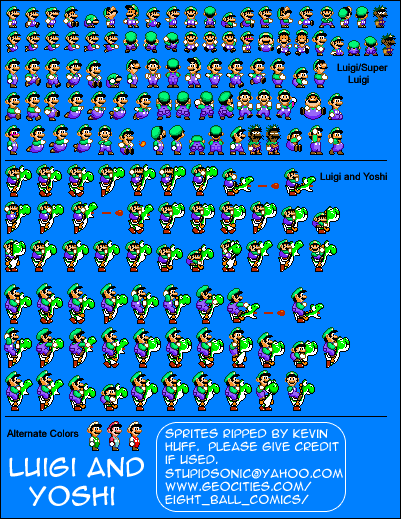 Luigi/Super
Luigi
Luigi and Yoshi
Alternate Colors
LUIGI AND
YOSHI
SPRITES RIPPED BY KEVIN
HUFF. PLEASE GIVE CREDIT
IF USED.
STUPIDSONIC@YAHOO.COM
WWW.GEOCITIES.COM/
EIGHT_BALL_COMICS/